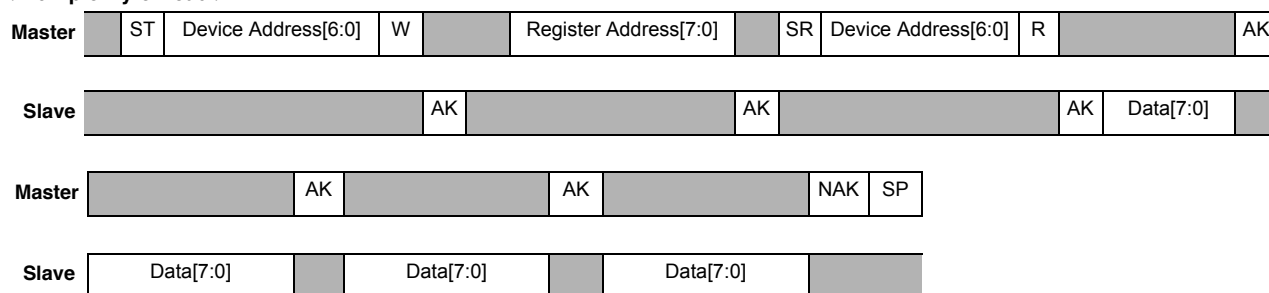 Master ST Device Address[6:0] W Register Address[7:0] SR Device Address[6:0] R AK
Slave AK AK AK Data[7:0]
Master AK AK NAK SP
Slave Data[7:0] Data[7:0] Data[7:0]